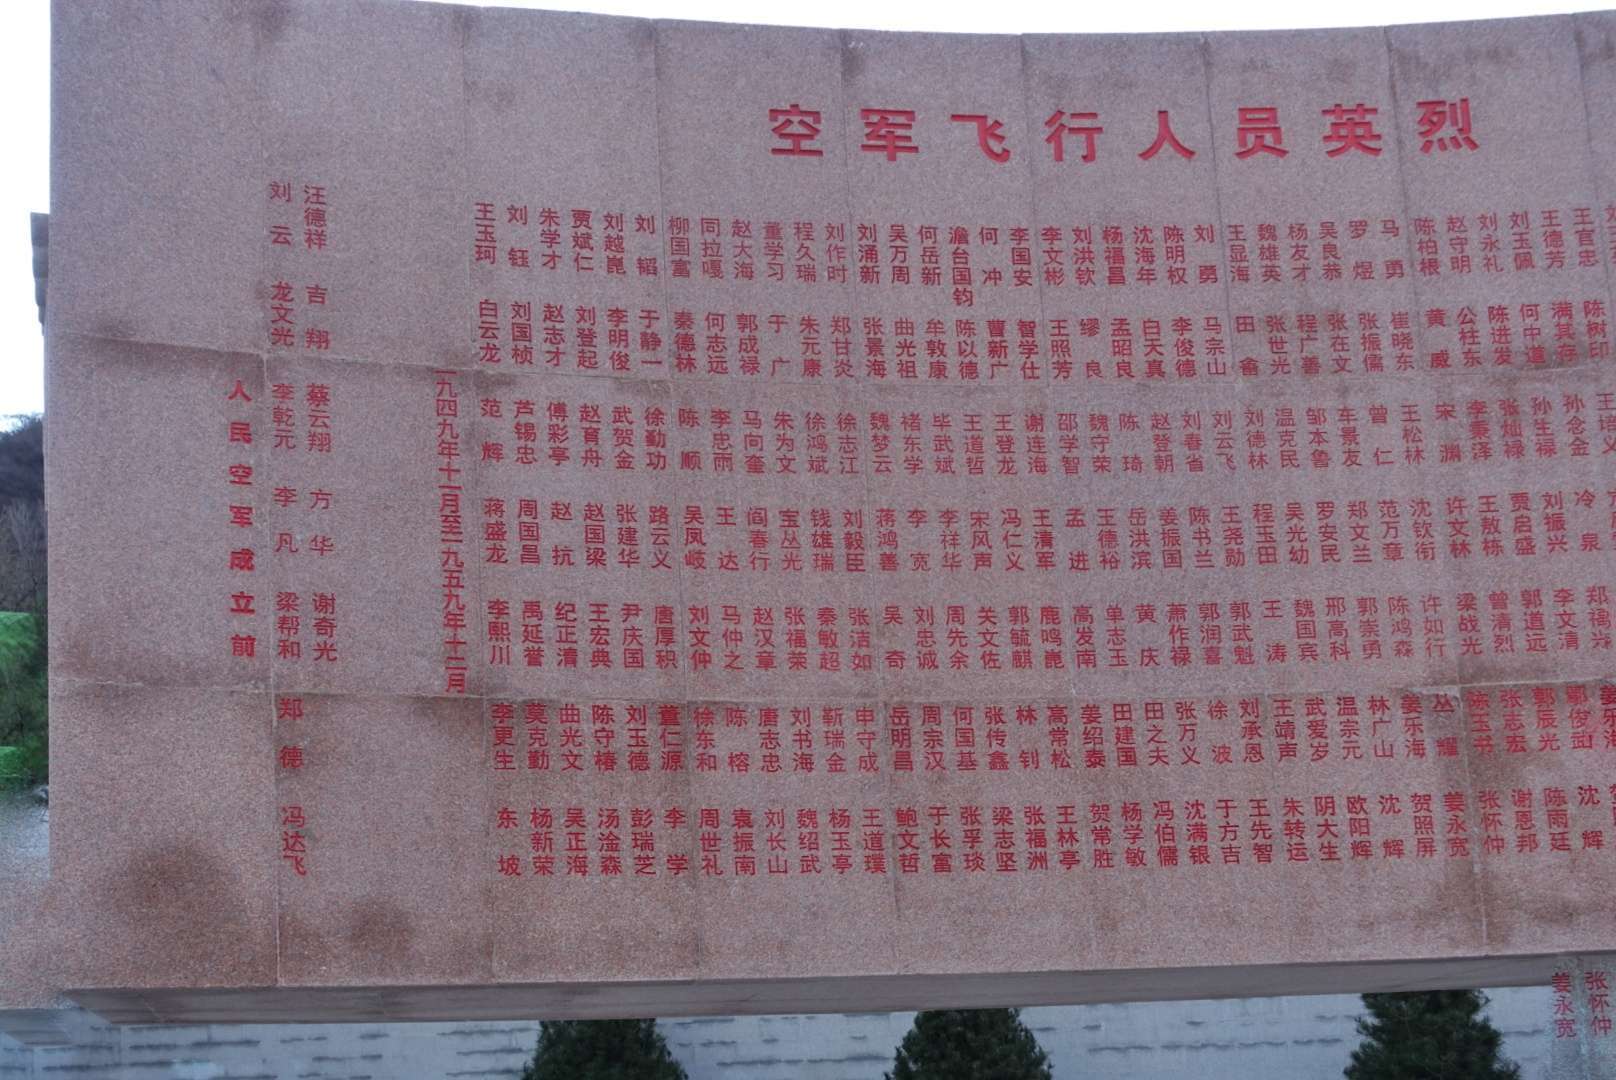 空军飞行人员英烈
人民空军成立前
刘云 龙文光 李乾元 李凡 梁帮和 郑德 冯达飞
汪德祥 吉翔 蔡云翔 方华 谢奇光
一九四九年十一月至一九五九年十二月
王玉珂 白云龙 范辉 蒋盛龙 李熙川 李更生 东坡
刘钰 刘国桢 芦锡忠 周国昌 禹延誉 莫克勤 杨新荣
朱学才 赵志才 傅彩亭 赵抗 纪正清 曲光文 吴正海
贾斌仁 刘登起 赵育舟 赵国梁 王宏典 陈守椿 汤淦森
刘越崑 李明俊 武贺金 张建华 尹庆国 刘玉德 彭瑞芝
刘韬 于静一 徐勤功 路云义 唐厚积 董仁源 李学
柳国富 秦德林 陈顺 吴凤岐 刘文仲 徐东和 周世礼
同拉嘎 何志远 李忠雨 王达 马仲之 陈榕 袁振南
赵大海 郭成禄 马向奎 阎春行 赵汉章 唐志忠 刘长山
董学习 于广 朱为文 宝丛光 张福荣 刘书海 魏绍武
程久瑞 朱元康 徐鸿斌 钱雄瑞 秦敏超 靳瑞金 杨玉亭
刘作时 郑甘炎 徐志江 刘毅臣 张洁如 申守成 王道璞
刘涌新 张景海 魏梦云 蒋鸿善 吴奇 岳明昌 鲍文哲
吴万周 曲光祖 褚东学 李宽 刘忠诚 周宗汉 于长富
何岳新 牟敦康 毕武斌 李祥华 周先余 何国基 张孚琰
澹台国钧 陈以德 王道哲 宋风声 关文佐 张传鑫 梁志坚
何冲 曹新广 王登龙 冯仁义 郭毓麒 林钊 张福洲
李国安 智学仕 谢连海 王清军 鹿鸣崑 高常松 王林亭
李文彬 王照芳 邵学智 孟进 高发南 姜绍泰 贺常胜
刘洪钦 缪良 魏守荣 王德裕 单志玉 田建国 杨学敏
杨福昌 孟昭良 陈琦 岳洪滨 黄庆 田之夫 冯伯儒
沈海年 白天真 赵登朝 姜振国 萧作禄 张万义 沈满银
陈明权 李俊德 刘春省 陈书兰 郭润喜 徐波 于方吉
刘勇 马宗山 刘云飞 王尧勋 郭武魁 刘承恩 王先智
王显海 田鑫 刘德林 程玉田 王涛 王靖声 朱转运
魏雄英 张世光 温克民 吴光幼 魏国宾 武爱岁 阴大生
杨友才 程广善 邹本鲁 罗安民 邢高科 温宗元 欧阳辉
吴良恭 张在文 车景友 郑文兰 郭崇勇 林广山 沈辉
罗煜 张振儒 曾仁 范万章 陈鸿森 姜乐海 贺照屏
马勇 崔晓东 王松林 沈钦衔 许如行 丛耀 姜永宽
陈柏根 黄威 宋渊 许文林 梁战光 陈玉书 张怀仲
赵守明 公柱东 李秉泽 王敖栋 曾清烈 张志宏 谢恩邦
刘永礼 陈进发 张灿禄 贾启盛 郭道远 郭辰光 陈雨廷
刘玉佩 何中道 孙生禄 刘振兴 李文清 沈辉
王德芳 满其存 孙念金 冷泉
王官忠 陈树印
姜永宽
张怀仲